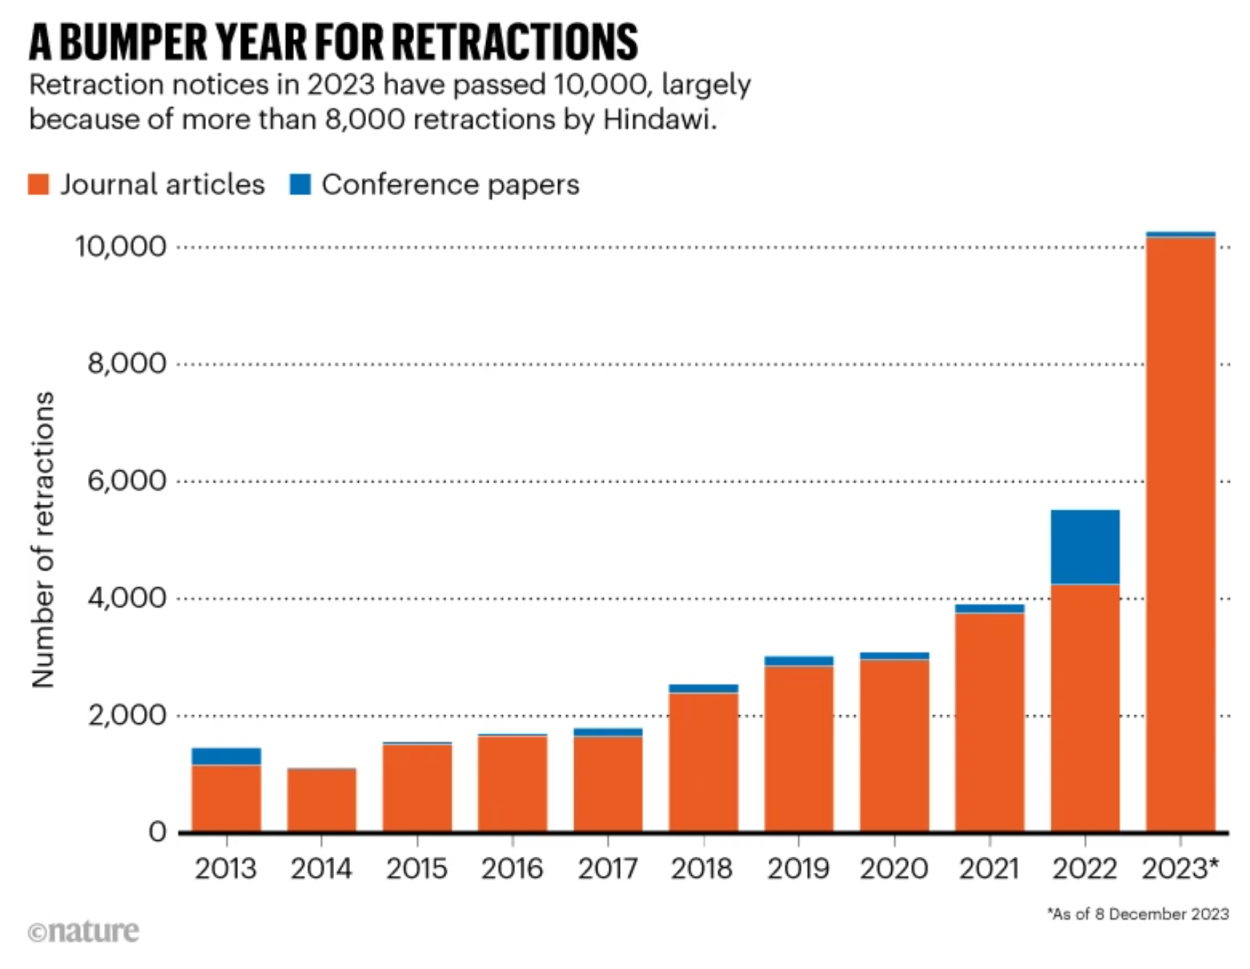 A BUMPER YEAR FOR RETRACTIONS
Retraction notices in 2023 have passed 10,000, largely
because of more than 8,000 retractions by Hindawi.
Journal articles Conference papers
Number of retractions
10,000
8,000
6,000
4,000
2,000
0
2013 2014 2015 2016 2017 2018 2019 2020 2021 2022 2023*
*As of 8 December 2023
©nature